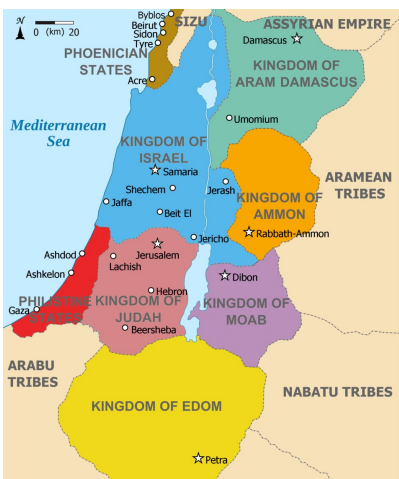 Byblos
Beirut
Sidon
Tyre
SIZU
ASSYRIAN EMPIRE
N
0 (km) 20
PHOENICIAN
STATES
Damascus
KINGDOM OF
ARAM DAMASCUS
Acre
Umomium
Mediterranean
Sea
KINGDOM OF
ISRAEL
Samaria
Shechem
Jerash
ARAMEAN
TRIBES
KINGDOM OF
AMMON
Jaffa
Beit El
Rabbath-Ammon
Jericho
Ashdod
Jerusalem
Lachish
Ashkelon
Dibon
Hebron
Gaza
PHILISTINE
STATES
KINGDOM OF
JUDAH
Beersheba
KINGDOM OF
MOAB
ARABU
TRIBES
NABATU TRIBES
KINGDOM OF EDOM
Petra